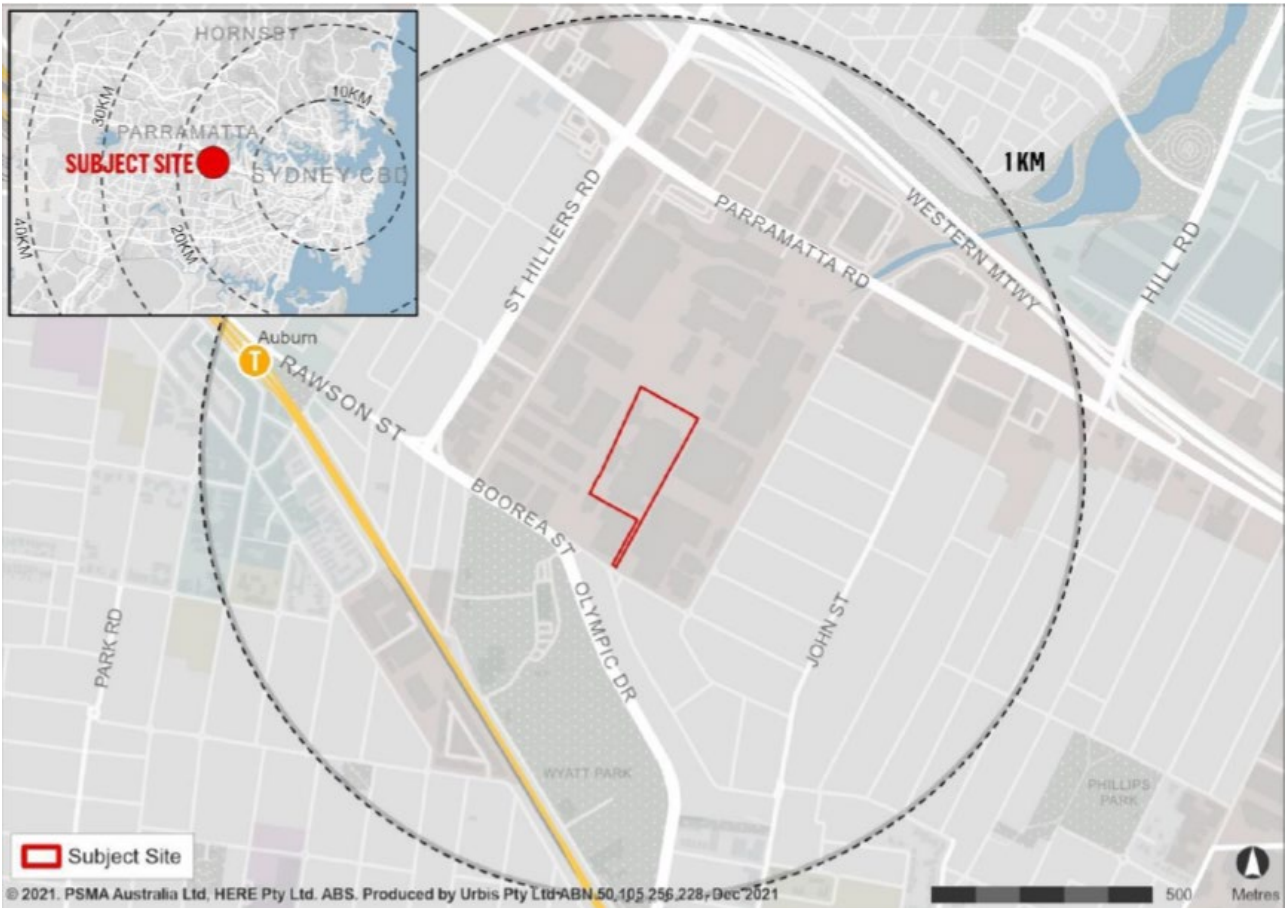 HORNSBY
10KM
30KM
PARRAMATTA
SUBJECT SITE
SYDNEY CBD
20KM
40KM
1 KM
WESTERN MTWY
PARRAMATTA RD
ST HILLIERS RD
HILL RD
Auburn
T
RAWSON ST
BOOREA ST
OLYMPIC DR
JOHN ST
PARK RD
WYATT PARK
PHILLIPS
PARK
Subject Site
© 2021. PSMA Australia Ltd, HERE Pty Ltd. ABS. Produced by Urbis Pty Ltd ABN 50 105 256 228, Dec 2021
500
Metres